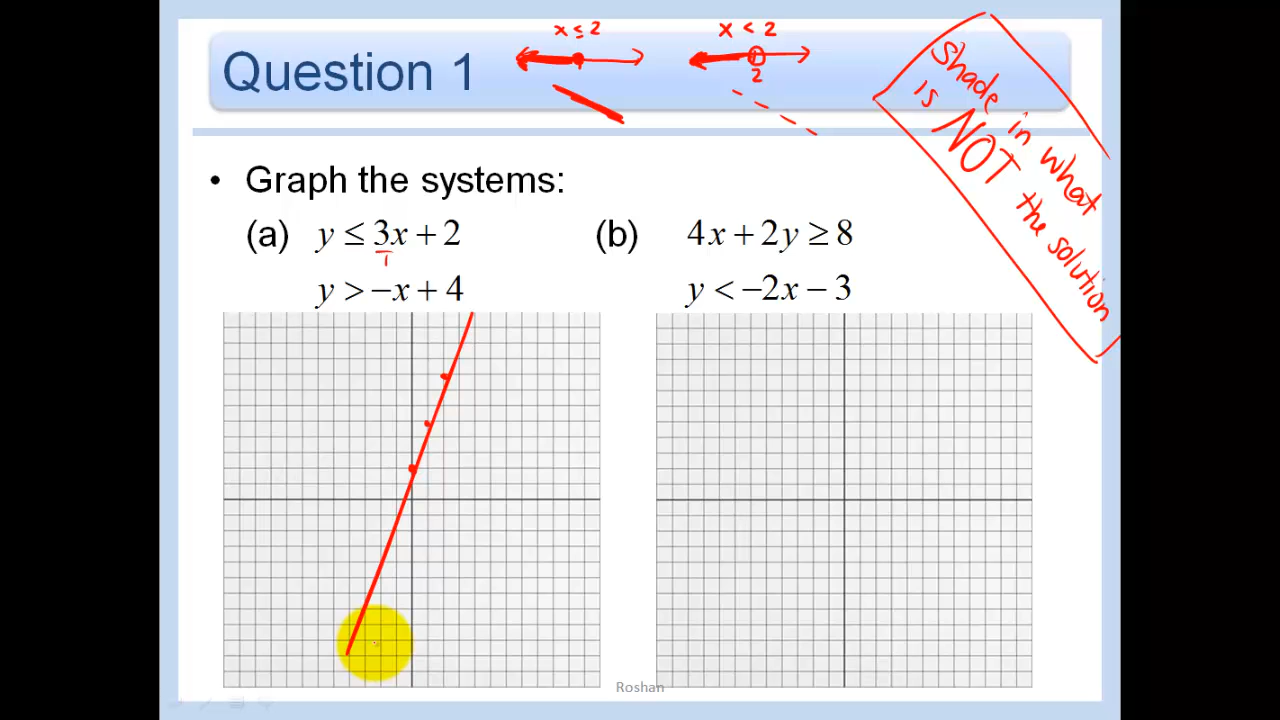 x ≤ 2
x < 2
2
Question 1
Shade in what
is NOT the solution
• Graph the systems:
(a) y ≤ 3x + 2
1
y > −x + 4
(b) 4x + 2y ≥ 8
y < −2x − 3
Roshan